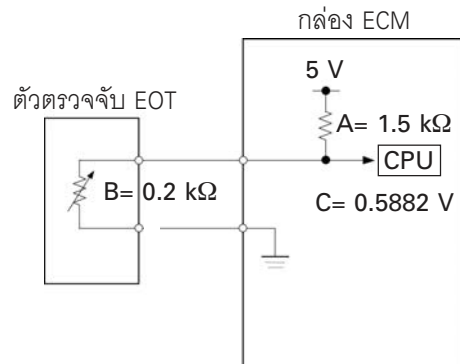 กล่อง ECM
5 V
ตัวตรวจจับ EOT
A= 1.5 kΩ
B= 0.2 kΩ
CPU
C= 0.5882 V